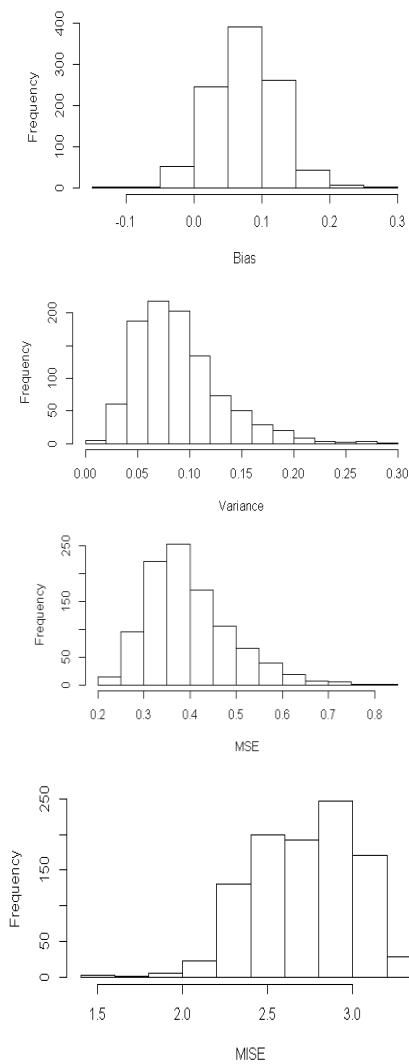 Frequency
0 100 200 300 400
-0.1 0.0 0.1 0.2 0.3
Bias
Frequency
0 50 100 200
0.00 0.05 0.10 0.15 0.20 0.25 0.30
Variance
Frequency
0 50 150 250
0.2 0.3 0.4 0.5 0.6 0.7 0.8
MSE
Frequency
0 50 150 250
1.5 2.0 2.5 3.0
MISE